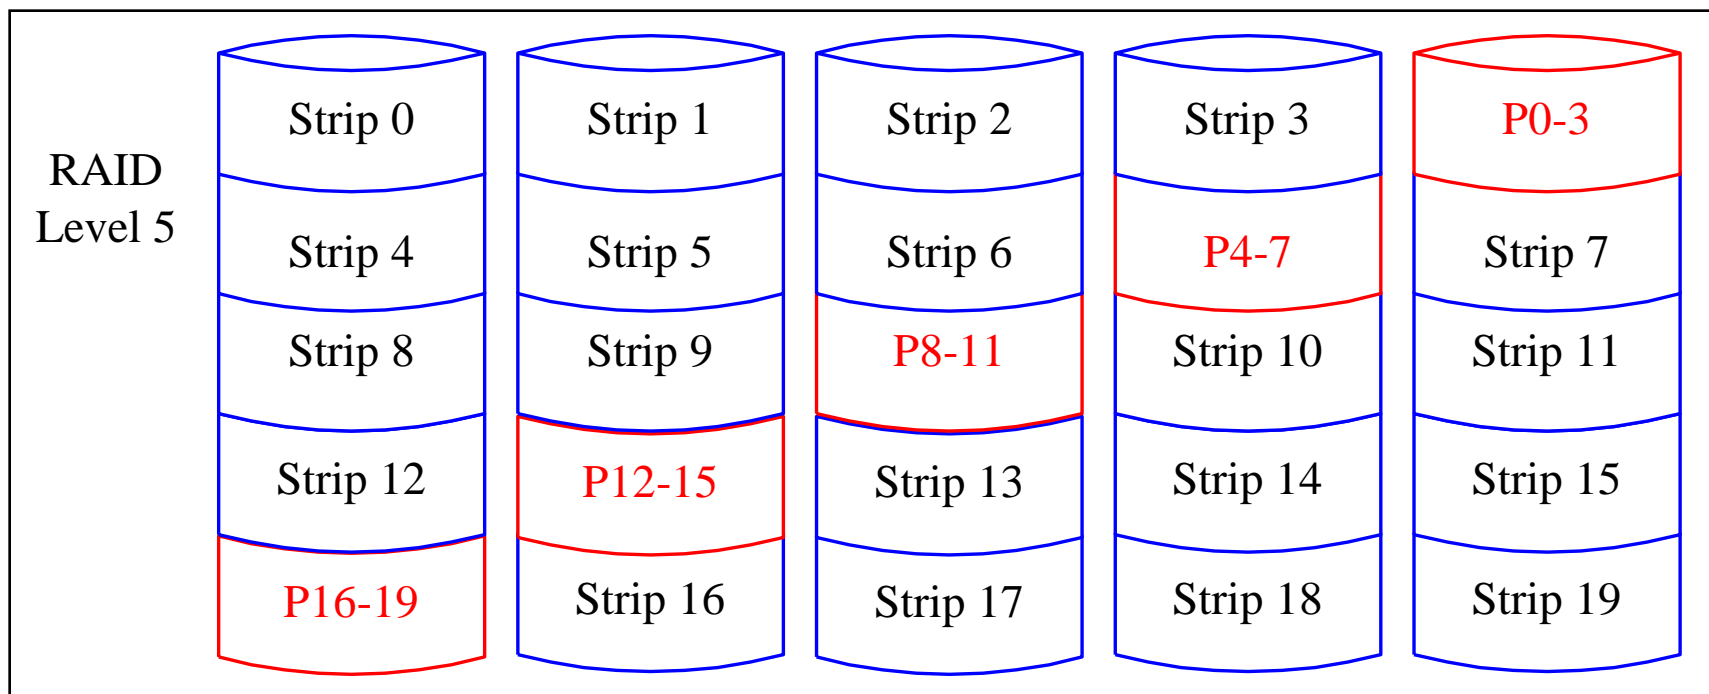 RAID
Level 5
Strip 0 Strip 1 Strip 2 Strip 3 P0-3
Strip 4 Strip 5 Strip 6 P4-7 Strip 7
Strip 8 Strip 9 P8-11 Strip 10 Strip 11
Strip 12 P12-15 Strip 13 Strip 14 Strip 15
P16-19 Strip 16 Strip 17 Strip 18 Strip 19